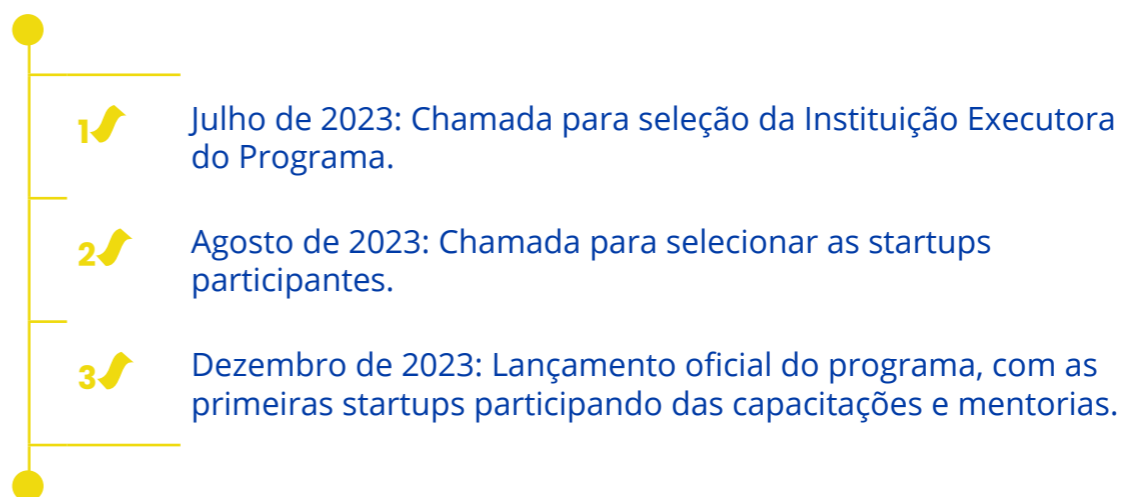 1
Julho de 2023: Chamada para seleção da Instituição Executora
do Programa.
2
Agosto de 2023: Chamada para selecionar as startups
participantes.
3
Dezembro de 2023: Lançamento oficial do programa, com as
primeiras startups participando das capacitações e mentorias.